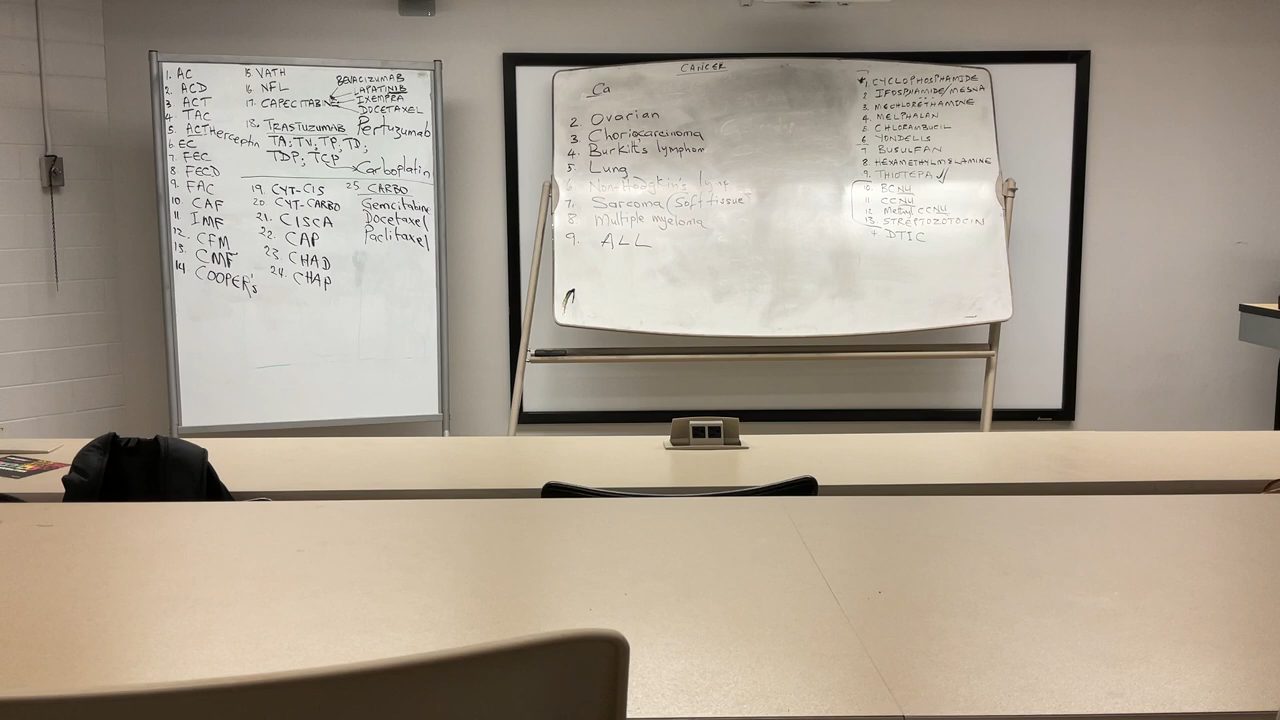 1. AC
2. ACD
3 ACT
4. TAC
5. ACTHerceptin
6. EC
7. FEC
8 FECD
9. FAC
10. CAF
11 IMF
12. CFM
13. CMF
14 COOPER's
15. VATH
16. NFL
17. CAPECITABINE
BEVACIZUMAB
LAPATINIB
IXEMPRA
DOCETAXEL
18. TRASTUZUMAB Pertuzumab
TA; TV; TP; TD;
TDP; TCP Carboplatin
19. CYT-CIS
20. CYT-CARBO
21. CISCA
22. CAP
23. CHAD
24. CHAP
25 CARBO
Gemcitabine
Docetaxel
Paclitaxel
CANCER
Ca
2. Ovarian
3. Choriocarcinoma
4. Burkitt's lymphom
5. Lung
6. Non-Hodgkin's lymp
7. Sarcoma (Soft tissue)
8. Multiple myeloma
9. ALL
1. CYCLOPHOSPHAMIDE
2 IFOSPHAMIDE/MESNA
3. MECHLORETHAMINE
4. MELPHALAN
5 CHLORAMBUCIL
6 YONDELLS
7. BUSULFAN
8. HEXAMETHYLMELAMINE
9. THIOTEPA ✓
10. BCNU
11 CCNU
12 Methyl CCNU
13. STREPTOZOTOCIN
+ DTIC